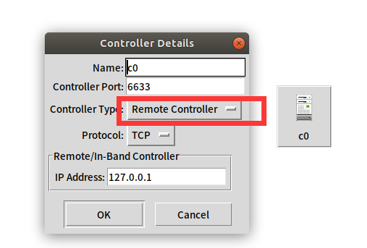 Controller Details
Name: c0
Controller Port: 6633
Controller Type: Remote Controller
Protocol: TCP
Remote/In-Band Controller
IP Address: 127.0.0.1
OK Cancel
c0